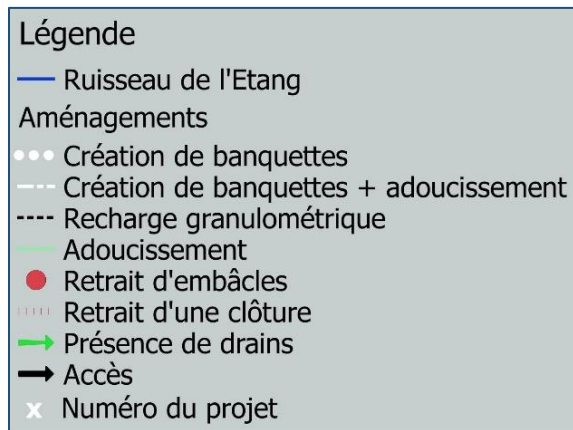 Légende
Ruisseau de l'Etang
Aménagements
Création de banquettes
Création de banquettes + adoucissement
Recharge granulométrique
Adoucissement
Retrait d'embâcles
Retrait d'une clôture
Présence de drains
Accès
x Numéro du projet